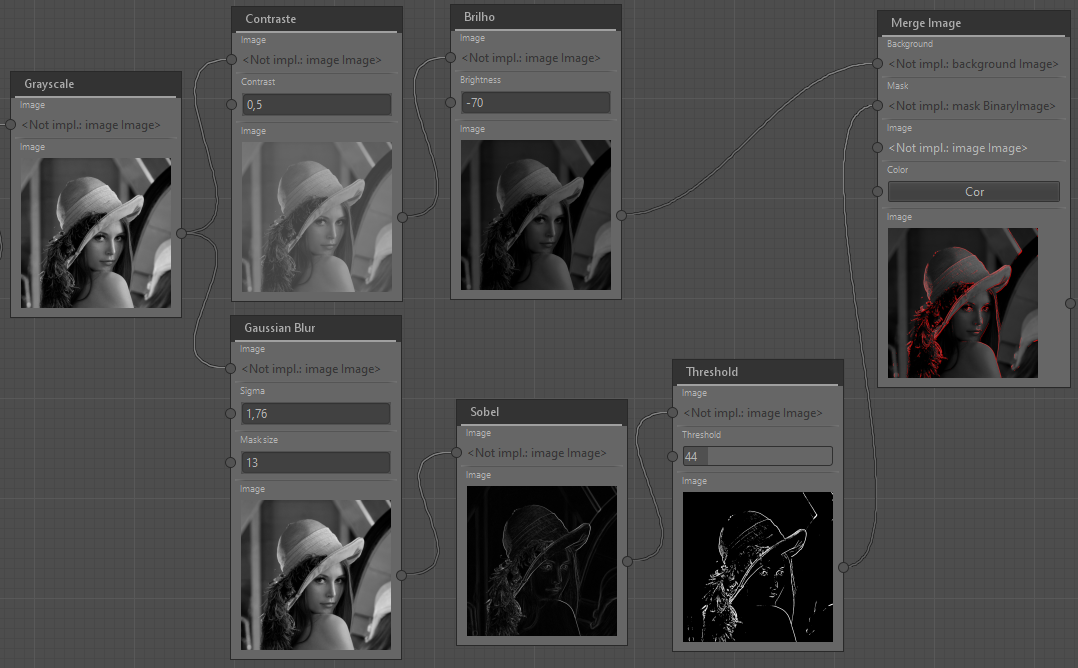 Grayscale
Image
<Not impl.: image Image>
Image
Contraste
Image
<Not impl.: image Image>
Contrast
0,5
Image
Brilho
Image
<Not impl.: image Image>
Brightness
-70
Image
Gaussian Blur
Image
<Not impl.: image Image>
Sigma
1,76
Mask size
13
Image
Sobel
Image
<Not impl.: image Image>
Image
Threshold
Image
<Not impl.: image Image>
Threshold
44
Image
Merge Image
Background
<Not impl.: background Image>
Mask
<Not impl.: mask BinaryImage>
Image
<Not impl.: image Image>
Color
Cor
Image